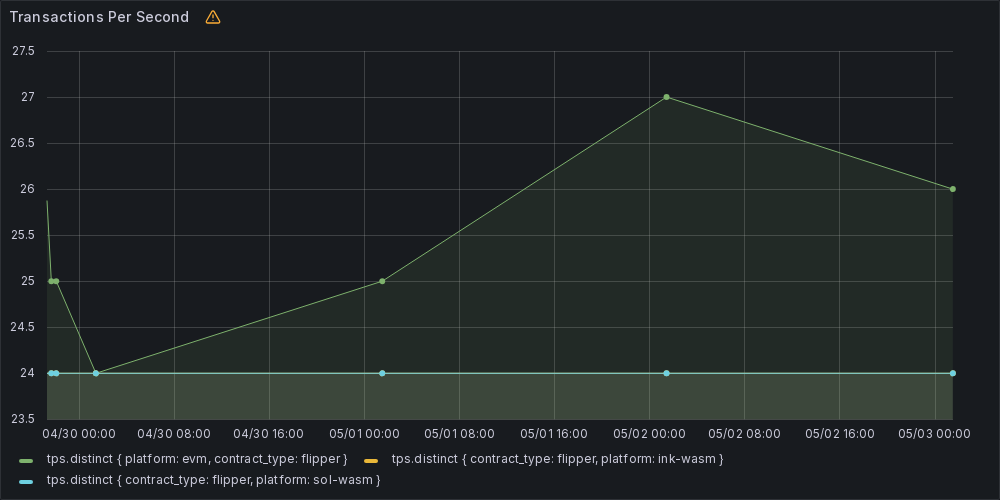 Transactions Per Second
27.5
27
26.5
26
25.5
25
24.5
24
23.5
04/30 00:00 04/30 08:00 04/30 16:00 05/01 00:00 05/01 08:00 05/01 16:00 05/02 00:00 05/02 08:00 05/02 16:00 05/03 00:00
tps.distinct { platform: evm, contract_type: flipper } tps.distinct { contract_type: flipper, platform: ink-wasm }
tps.distinct { contract_type: flipper, platform: sol-wasm }